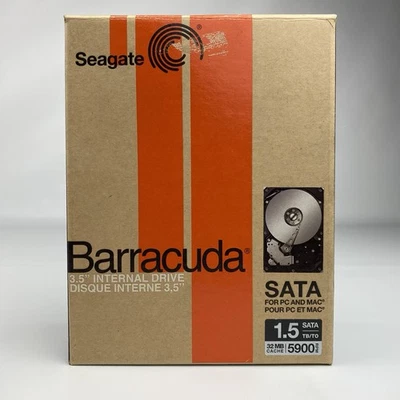 Seagate
Barracuda®
3.5" INTERNAL DRIVE
DISQUE INTERNE 3,5"
SATA
FOR PC AND MAC®
POUR PC ET MAC®
1.5 SATA TB/TO
32 MB CACHE 5900